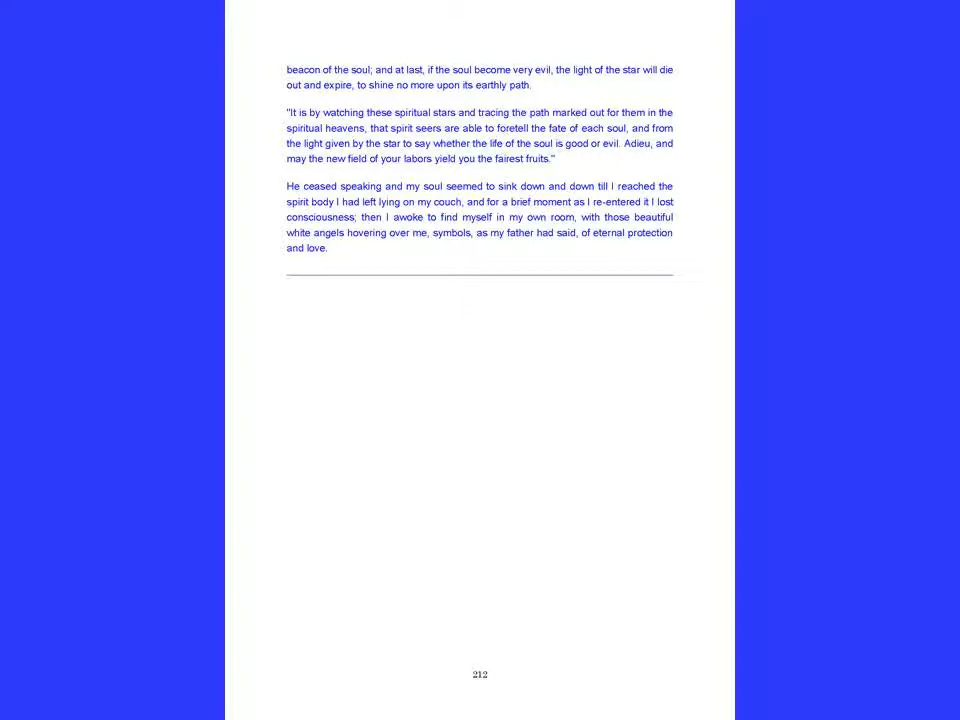 beacon of the soul; and at last, if the soul become very evil, the light of the star will die
out and expire, to shine no more upon its earthly path.
"It is by watching these spiritual stars and tracing the path marked out for them in the
spiritual heavens, that spirit seers are able to foretell the fate of each soul, and from
the light given by the star to say whether the life of the soul is good or evil. Adieu, and
may the new field of your labors yield you the fairest fruits."
He ceased speaking and my soul seemed to sink down and down till I reached the
spirit body I had left lying on my couch, and for a brief moment as I re-entered it I lost
consciousness; then I awoke to find myself in my own room, with those beautiful
white angels hovering over me, symbols, as my father had said, of eternal protection
and love.
212